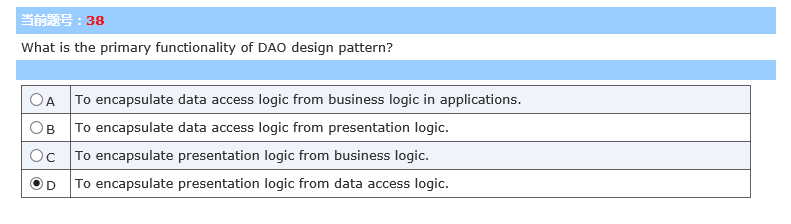 当前题号：38
What is the primary functionality of DAO design pattern?
A To encapsulate data access logic from business logic in applications.
B To encapsulate data access logic from presentation logic.
C To encapsulate presentation logic from business logic.
D To encapsulate presentation logic from data access logic.